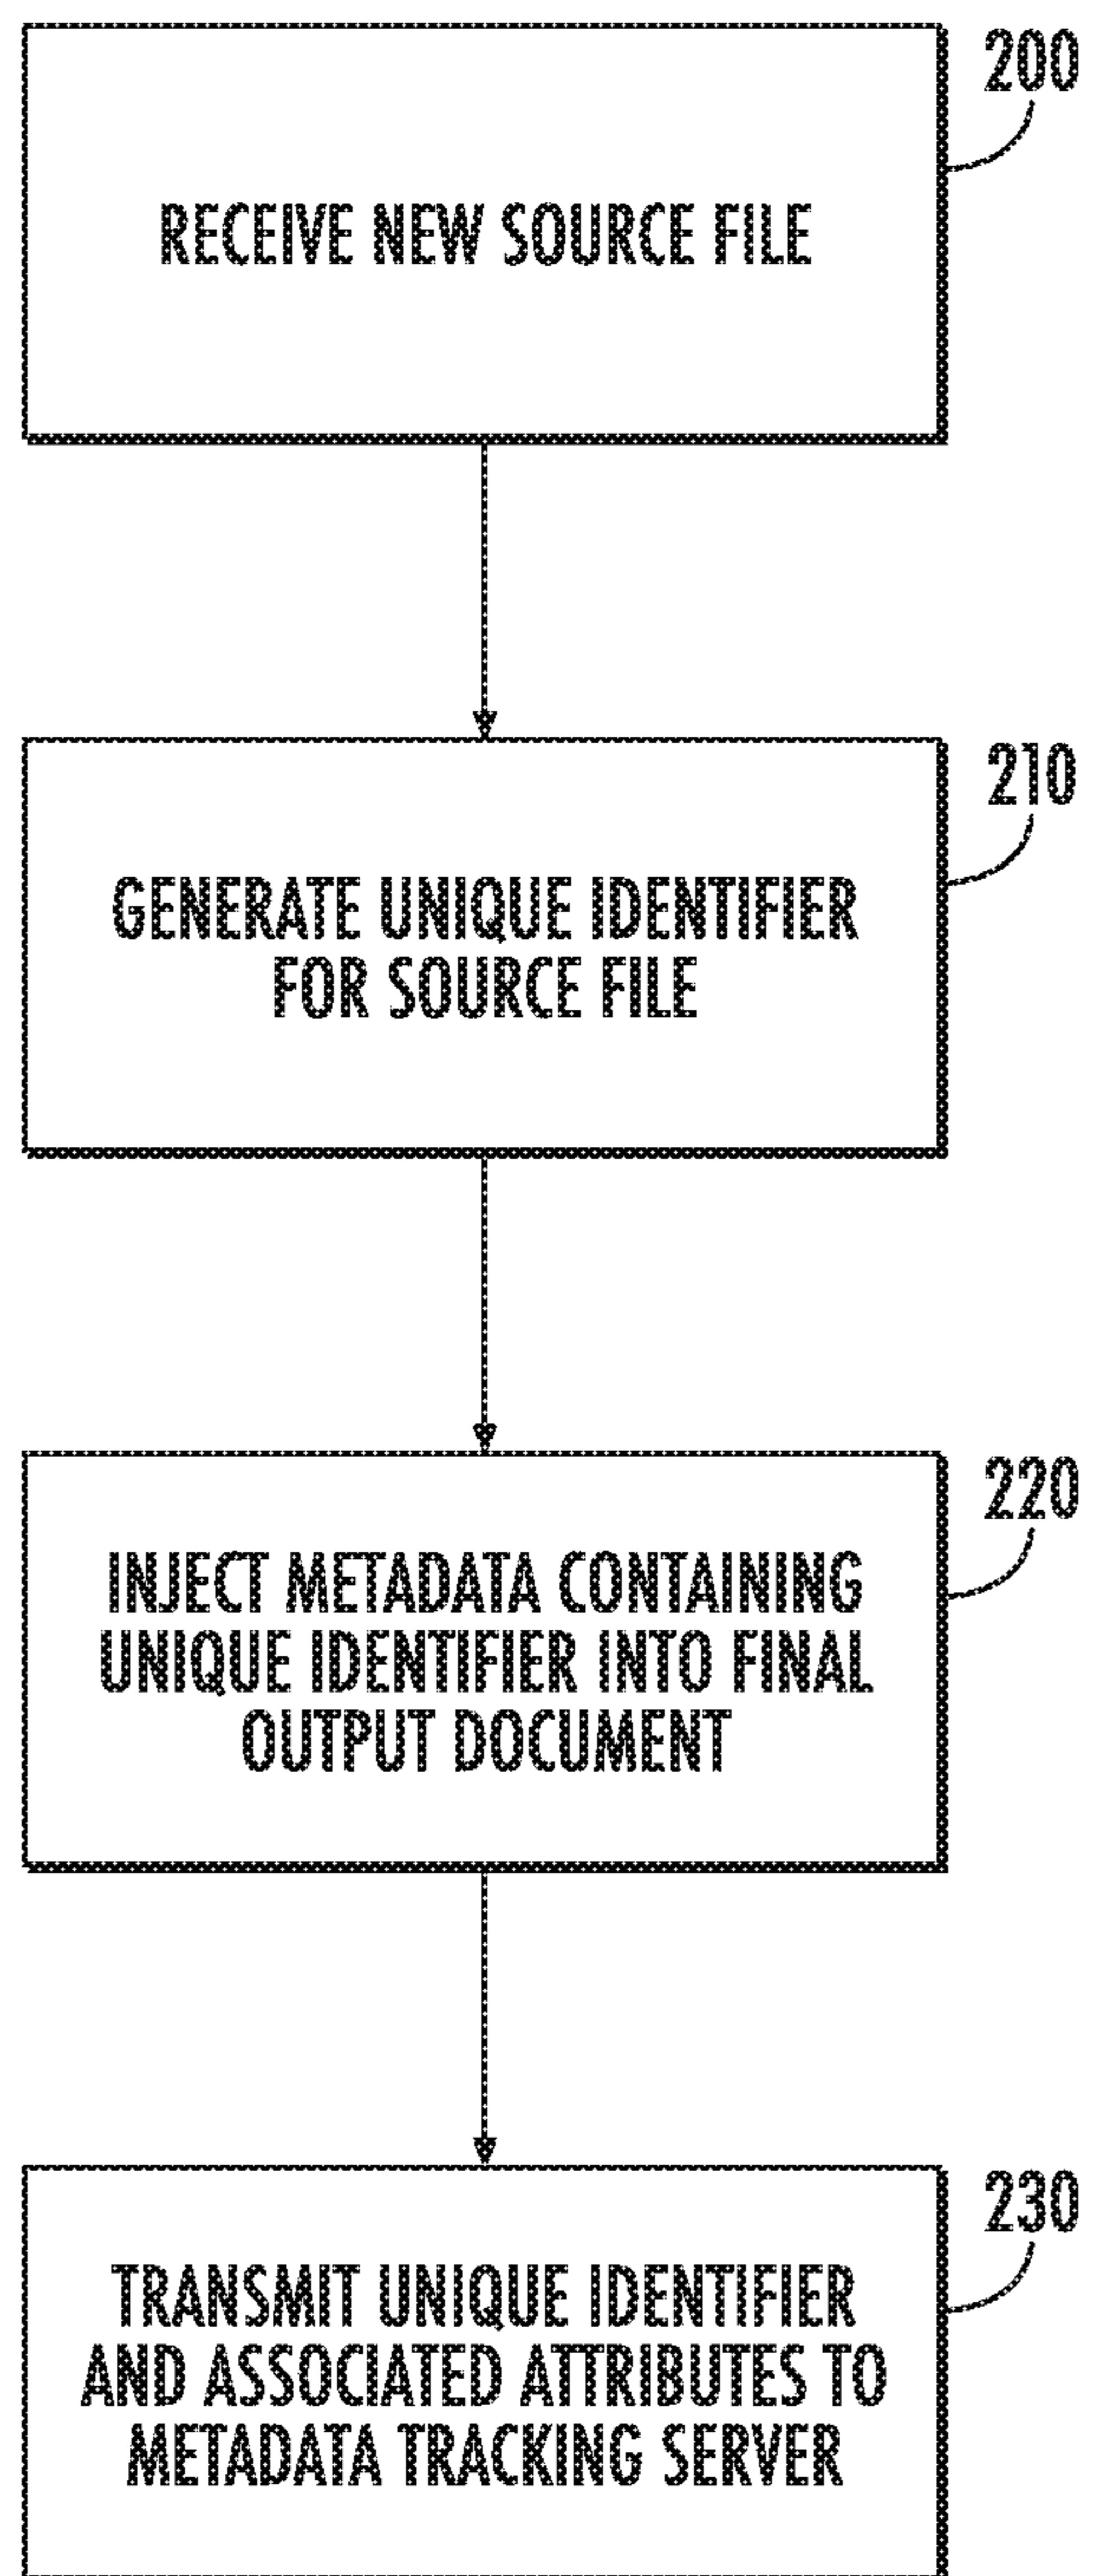 200
RECEIVE NEW SOURCE FILE
210
GENERATE UNIQUE IDENTIFIER
FOR SOURCE FILE
220
INJECT METADATA CONTAINING
UNIQUE IDENTIFIER INTO FINAL
OUTPUT DOCUMENT
230
TRANSMIT UNIQUE IDENTIFIER
AND ASSOCIATED ATTRIBUTES TO
METADATA TRACKING SERVER